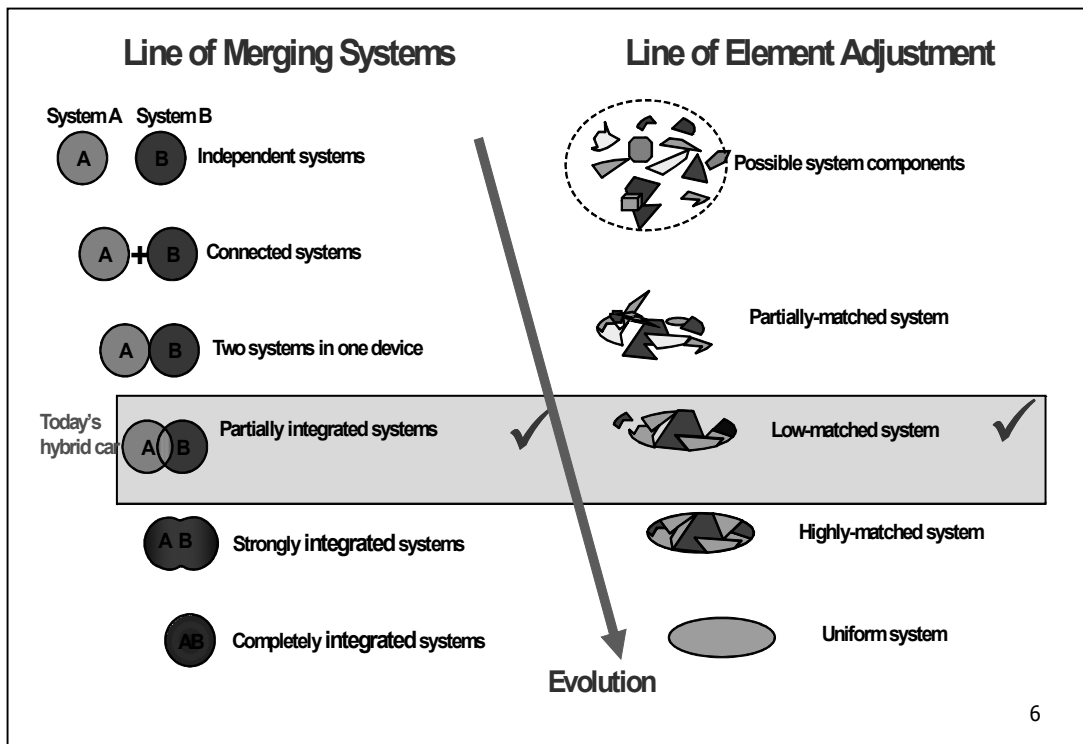 Line of Merging Systems
System A System B
A B Independent systems
A + B Connected systems
A B Two systems in one device
Today's
hybrid car
A B Partially integrated systems
A B Strongly integrated systems
AB Completely integrated systems
Line of Element Adjustment
Possible system components
Partially-matched system
Low-matched system
Highly-matched system
Uniform system
Evolution
6